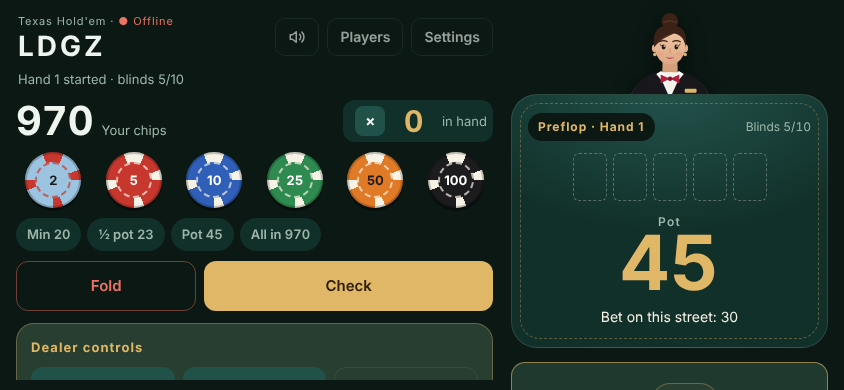 Texas Hold'em · ● Offline
LDGZ
Players
Settings
Hand 1 started · blinds 5/10
970 Your chips
× 0 in hand
2
5
10
25
50
100
Min 20
½ pot 23
Pot 45
All in 970
Fold
Check
Dealer controls
Preflop · Hand 1
Blinds 5/10
Pot
45
Bet on this street: 30